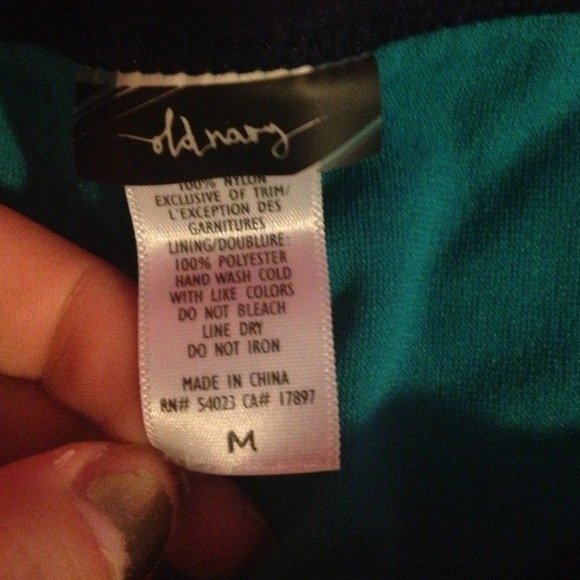 old navy
100% NYLON
EXCLUSIVE OF TRIM/
L'EXCEPTION DES
GARNITURES
LINING/DOUBLURE:
100% POLYESTER
HAND WASH COLD
WITH LIKE COLORS
DO NOT BLEACH
LINE DRY
DO NOT IRON
MADE IN CHINA
RN# 54023 CA# 17897
M